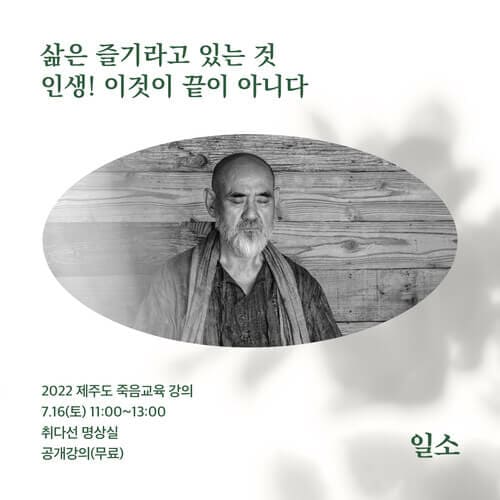 삶은 즐기라고 있는 것
인생! 이것이 끝이 아니다
2022 제주도 죽음교육 강의
7.16(토) 11:00~13:00
취다선 명상실
공개강의(무료)
일소